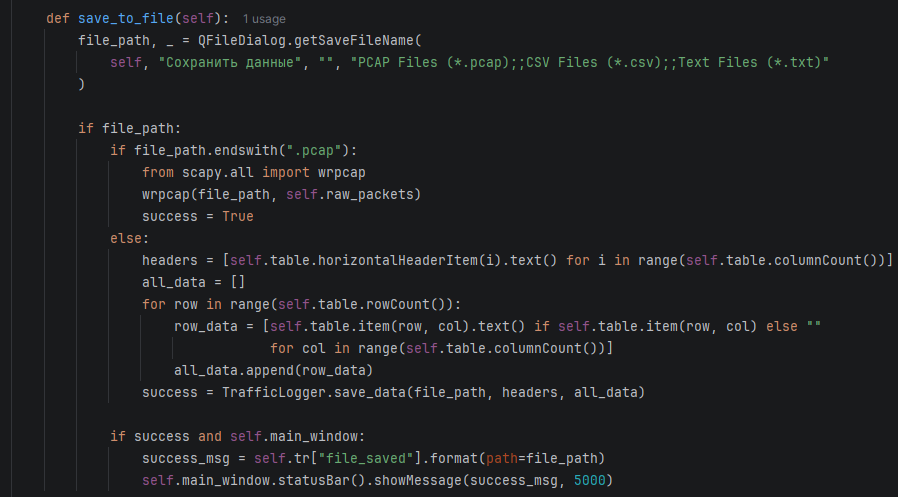 def save_to_file(self): 1 usage
    file_path, _ = QFileDialog.getSaveFileName(
        self, "Сохранить данные", "", "PCAP Files (*.pcap);;CSV Files (*.csv);;Text Files (*.txt)"
    )

    if file_path:
        if file_path.endswith(".pcap"):
            from scapy.all import wrpcap
            wrpcap(file_path, self.raw_packets)
            success = True
        else:
            headers = [self.table.horizontalHeaderItem(i).text() for i in range(self.table.columnCount())]
            all_data = []
            for row in range(self.table.rowCount()):
                row_data = [self.table.item(row, col).text() if self.table.item(row, col) else ""
                            for col in range(self.table.columnCount())]
                all_data.append(row_data)
            success = TrafficLogger.save_data(file_path, headers, all_data)

        if success and self.main_window:
            success_msg = self.tr["file_saved"].format(path=file_path)
            self.main_window.statusBar().showMessage(success_msg, 5000)